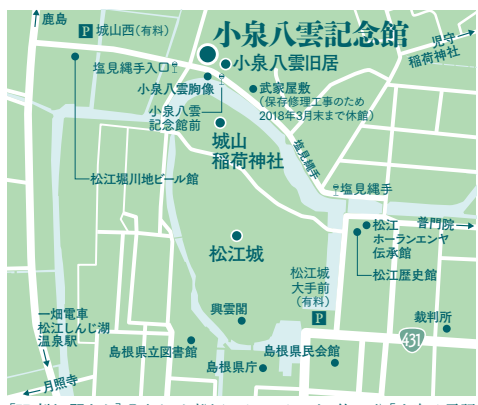 鹿島
P 城山西(有料)
小泉八雲記念館
児守
稲荷神社
塩見縄手入口
小泉八雲旧居
小泉八雲胸像
武家屋敷
(保存修理工事のため
2018年3月末まで休館)
小泉八雲
記念館前
城山
稲荷神社
塩見縄手
松江堀川地ビール館
塩見縄手
松江
ホーランエンヤ
伝承館
普門院
松江城
松江歴史館
松江城
大手前
(有料)
P
興雲閣
一畑電車
松江しんじ湖
温泉駅
裁判所
431
島根県立図書館
島根県民会館
島根県庁
月照寺